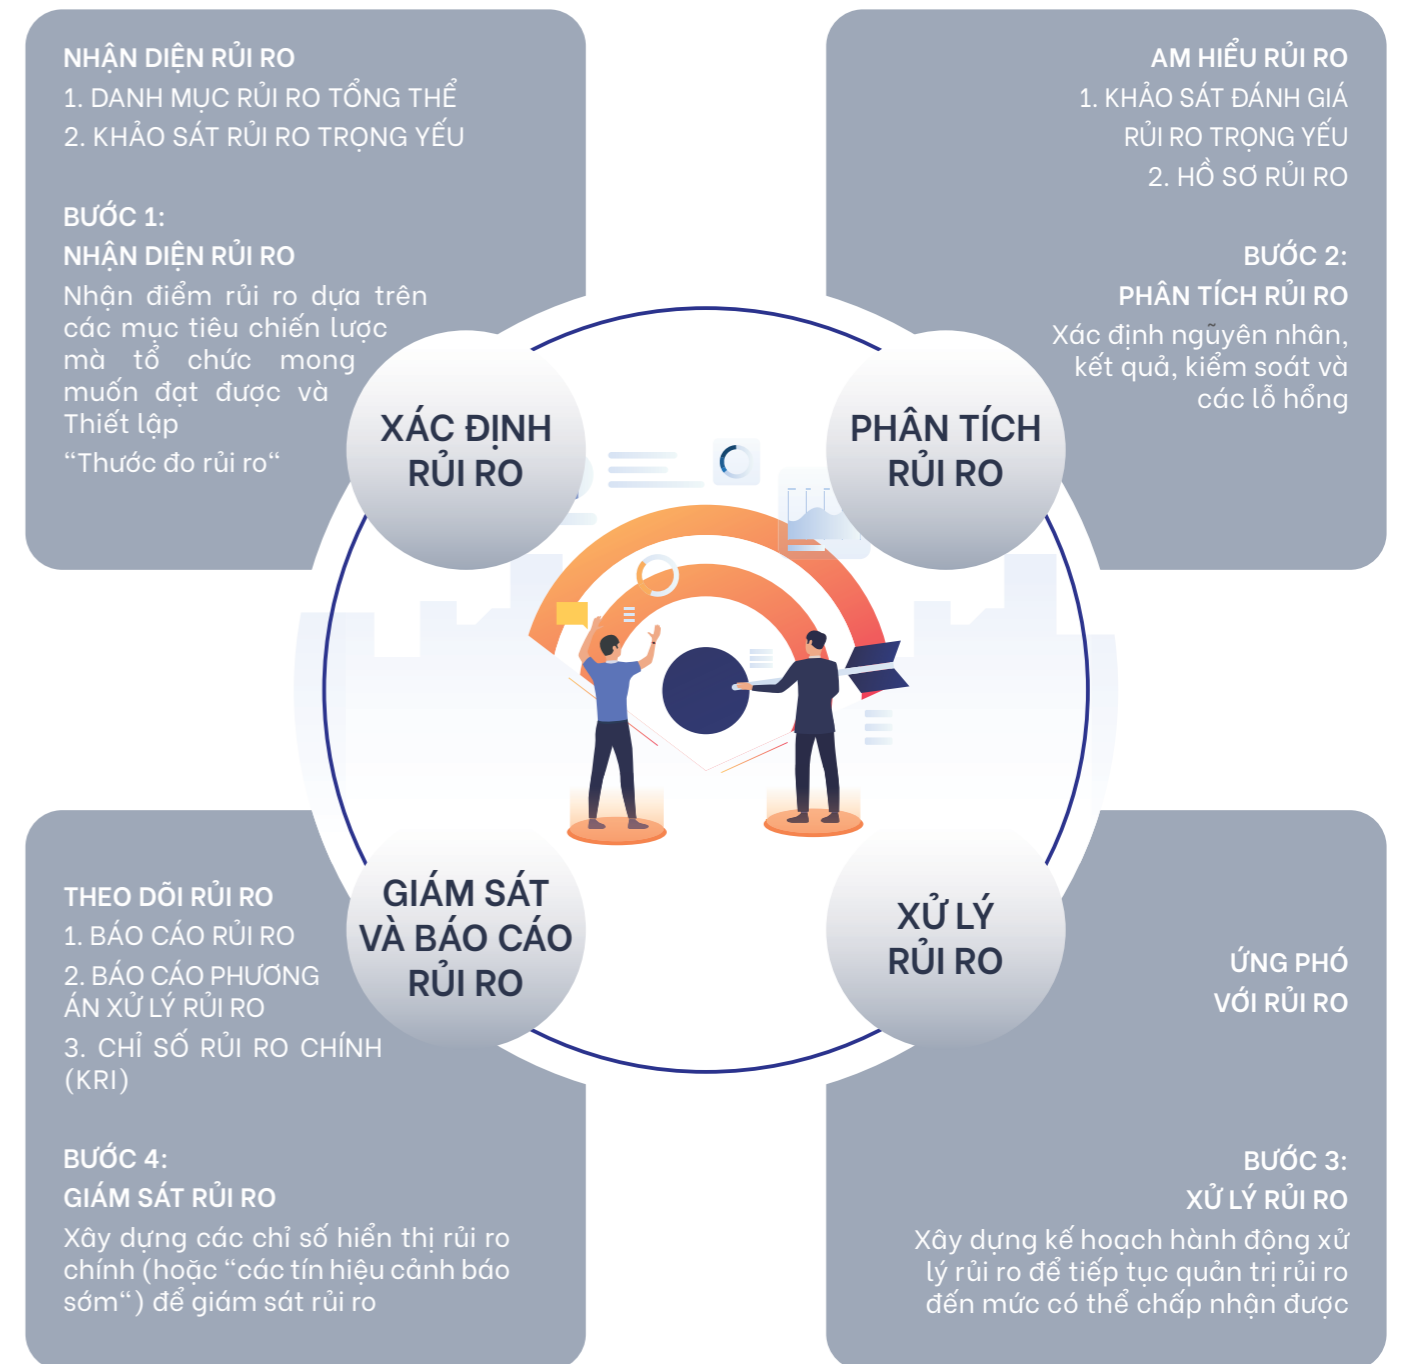 NHẬN DIỆN RỦI RO
1. DANH MỤC RỦI RO TỔNG THỂ
2. KHẢO SÁT RỦI RO TRỌNG YẾU
BƯỚC 1:
NHẬN DIỆN RỦI RO
Nhận điểm rủi ro dựa trên
các mục tiêu chiến lược
mà tổ chức mong
muốn đạt được và
Thiết lập
“Thước đo rủi ro“
XÁC ĐỊNH
RỦI RO
AM HIỂU RỦI RO
1. KHẢO SÁT ĐÁNH GIÁ
RỦI RO TRỌNG YẾU
2. HỒ SƠ RỦI RO
BƯỚC 2:
PHÂN TÍCH RỦI RO
Xác định ngũyên nhân,
kết quả, kiểm soát và
các lỗ hổng
PHÂN TÍCH
RỦI RO
THEO DÕI RỦI RO
1. BÁO CÁO RỦI RO
2. BÁO CÁO PHƯƠNG
ÁN XỬ LÝ RỦI RO
3. CHỈ SỐ RỦI RO CHÍNH
(KRI)
BƯỚC 4:
GIÁM SÁT RỦI RO
Xây dựng các chỉ số hiển thị rủi ro
chính (hoặc “các tín hiệu cảnh báo
sớm“) để giám sát rủi ro
GIÁM SÁT
VÀ BÁO CÁO
RỦI RO
XỬ LÝ
RỦI RO
ỨNG PHÓ
VỚI RỦI RO
BƯỚC 3:
XỬ LÝ RỦI RO
Xây dựng kế hoạch hành động xử
lý rủi ro để tiếp tục quản trị rủi ro
đến mức có thể chấp nhận được